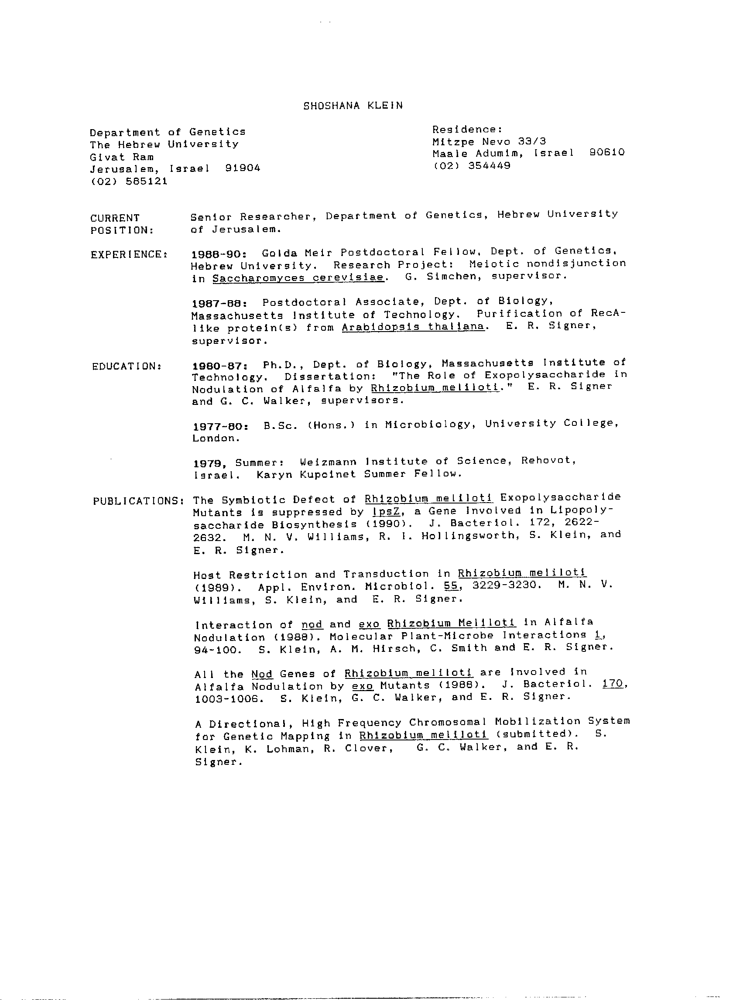 SHOSHANA KLEIN
Department of Genetics
The Hebrew University
Givat Ram
Jerusalem, Israel 91904
(02) 585121
Residence:
Mitzpe Nevo 33/3
Maale Adumim, Israel 90610
(02) 354449
CURRENT POSITION: Senior Researcher, Department of Genetics, Hebrew University
of Jerusalem.
EXPERIENCE: 1988-90: Golda Meir Postdoctoral Fellow, Dept. of Genetics,
Hebrew University. Research Project: Meiotic nondisjunction
in Saccharomyces cerevisiae. G. Simchen, supervisor.
1987-88: Postdoctoral Associate, Dept. of Biology,
Massachusetts Institute of Technology. Purification of RecA-
like protein(s) from Arabidopsis thaliana. E. R. Signer,
supervisor.
EDUCATION: 1980-87: Ph.D., Dept. of Biology, Massachusetts Institute of
Technology. Dissertation: "The Role of Exopolysaccharide in
Nodulation of Alfalfa by Rhizobium meliloti." E. R. Signer
and G. C. Walker, supervisors.
1977-80: B.Sc. (Hons.) in Microbiology, University College,
London.
1979, Summer: Weizmann Institute of Science, Rehovot,
Israel. Karyn Kupcinet Summer Fellow.
PUBLICATIONS: The Symbiotic Defect of Rhizobium meliloti Exopolysaccharide
Mutants is suppressed by lpsZ, a Gene Involved in Lipopoly-
saccharide Biosynthesis (1990). J. Bacteriol. 172, 2622-
2632. M. N. V. Williams, R. I. Hollingsworth, S. Klein, and
E. R. Signer.
Host Restriction and Transduction in Rhizobium meliloti
(1989). Appl. Environ. Microbiol. 55, 3229-3230. M. N. V.
Williams, S. Klein, and E. R. Signer.
Interaction of nod and exo Rhizobium Meliloti in Alfalfa
Nodulation (1988). Molecular Plant-Microbe Interactions 1,
94-100. S. Klein, A. M. Hirsch, C. Smith and E. R. Signer.
All the Nod Genes of Rhizobium meliloti are Involved in
Alfalfa Nodulation by exo Mutants (1988). J. Bacteriol. 170,
1003-1006. S. Klein, G. C. Walker, and E. R. Signer.
A Directional, High Frequency Chromosomal Mobilization System
for Genetic Mapping in Rhizobium meliloti (submitted). S.
Klein, K. Lohman, R. Clover, G. C. Walker, and E. R.
Signer.